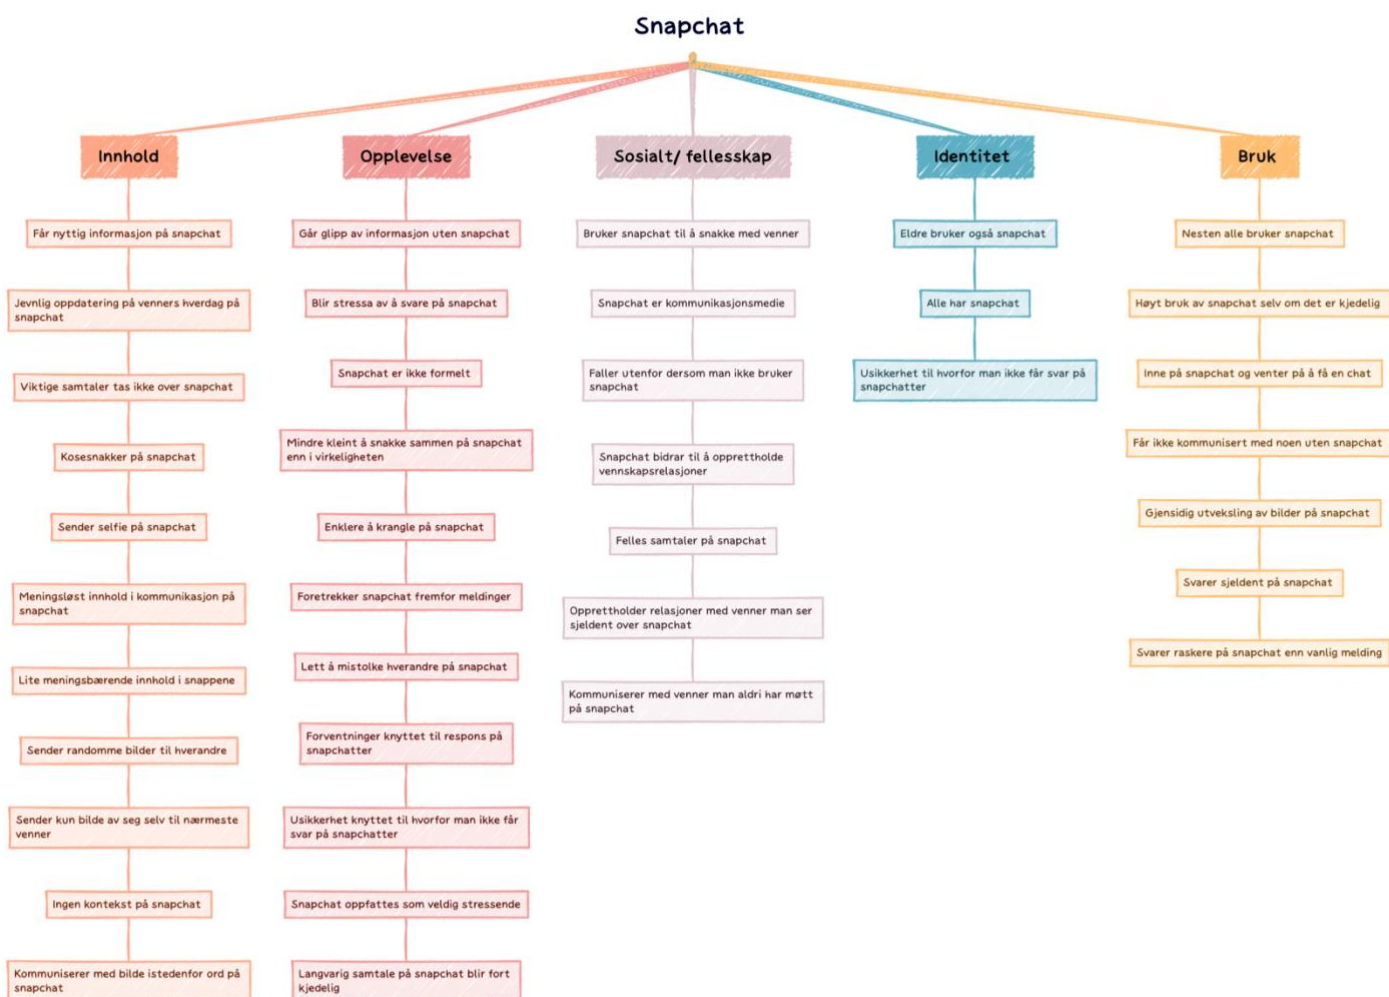 Snapchat
Innhold
Får nyttig informasjon på snapchat
Jevnlig oppdatering på venners hverdag på
snapchat
Viktige samtaler tas ikke over snapchat
Kosesnakker på snapchat
Sender selfie på snapchat
Meningsløst innhold i kommunikasjon på
snapchat
Lite meningsbærende innhold i snappene
Sender randomme bilder til hverandre
Sender kun bilde av seg selv til nærmeste
venner
Ingen kontekst på snapchat
Kommuniserer med bilde istedenfor ord på
snapchat
Opplevelse
Går glipp av informasjon uten snapchat
Blir stressa av å svare på snapchat
Snapchat er ikke formelt
Mindre kleint å snakke sammen på snapchat
enn i virkeligheten
Enklere å krangle på snapchat
Foretrekker snapchat fremfor meldinger
Lett å mistolke hverandre på snapchat
Forventninger knyttet til respons på
snapchatter
Usikkerhet knyttet til hvorfor man ikke får
svar på snapchatter
Snapchat oppfattes som veldig stressende
Langvarig samtale på snapchat blir fort
kjedelig
Sosialt/ fellesskap
Bruker snapchat til å snakke med venner
Snapchat er kommunikasjonsmedie
Faller utenfor dersom man ikke bruker
snapchat
Snapchat bidrar til å opprettholde
vennskapsrelasjoner
Felles samtaler på snapchat
Opprettholder relasjoner med venner man ser
sjeldent over snapchat
Kommuniserer med venner man aldri har møtt
på snapchat
Identitet
Eldre bruker også snapchat
Alle har snapchat
Usikkerhet til hvorfor man ikke får svar på
snapchatter
Bruk
Nesten alle bruker snapchat
Høyt bruk av snapchat selv om det er kjedelig
Inne på snapchat og venter på å få en chat
Får ikke kommunisert med noen uten snapchat
Gjensidig utveksling av bilder på snapchat
Svarer sjeldent på snapchat
Svarer raskere på snapchat enn vanlig melding